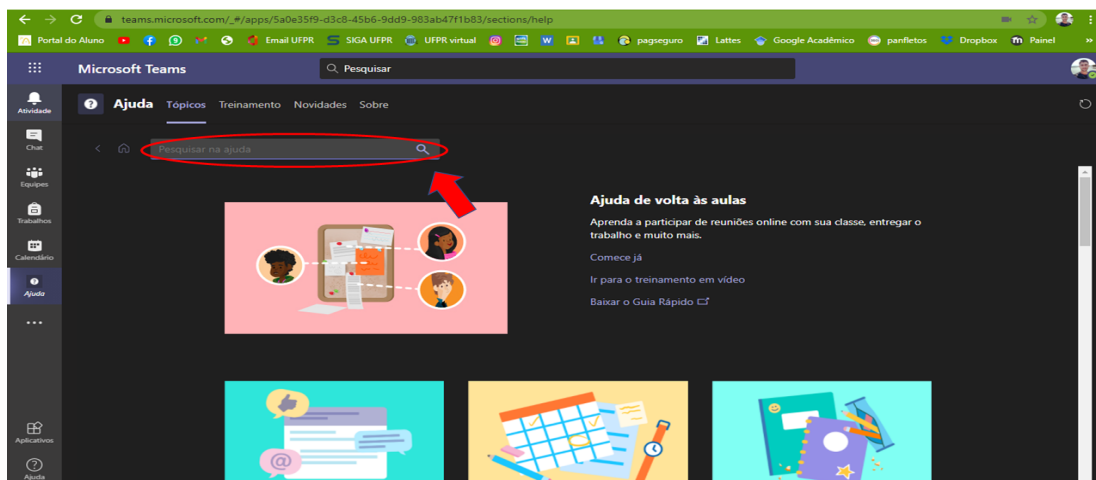 teams.microsoft.com/_#/apps/5a0e35f9-d3c8-45b6-9dd9-983ab47f1b83/sections/help
Portal do Aluno 9 Email UFPR SIGA UFPR UFPR virtual W pagseguro Lattes Google Acadêmico panfletos Dropbox Painel »
Microsoft Teams Pesquisar
Atividade
Chat
Equipes
Trabalhos
Calendário
Ajuda
Aplicativos
Ajuda
Ajuda Tópicos Treinamento Novidades Sobre
Pesquisar na ajuda
Ajuda de volta às aulas
Aprenda a participar de reuniões online com sua classe, entregar o
trabalho e muito mais.
Comece já
Ir para o treinamento em vídeo
Baixar o Guia Rápido
@